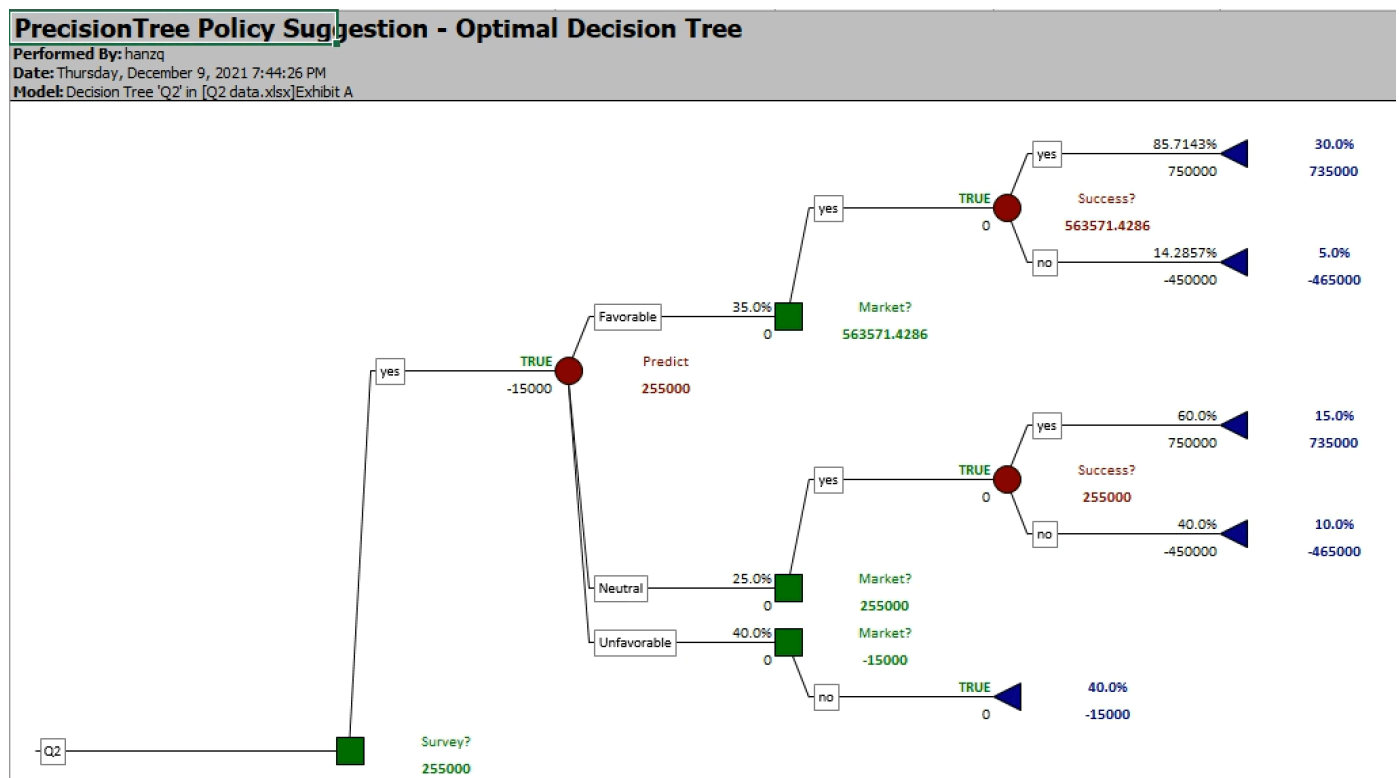 PrecisionTree Policy Suggestion - Optimal Decision Tree
Performed By: hanzq
Date: Thursday, December 9, 2021 7:44:26 PM
Model: Decision Tree 'Q2' in [Q2 data.xlsx]Exhibit A
yes 85.7143% 30.0%
750000 735000
yes TRUE Success?
0 563571.4286
no 14.2857% 5.0%
-450000 -465000
Favorable 35.0% Market?
0 563571.4286
yes TRUE Predict
-15000 255000
yes 60.0% 15.0%
750000 735000
yes TRUE Success?
0 255000
no 40.0% 10.0%
-450000 -465000
Neutral 25.0% Market?
0 255000
Unfavorable 40.0% Market?
0 -15000
no TRUE 40.0%
0 -15000
Q2 Survey?
255000